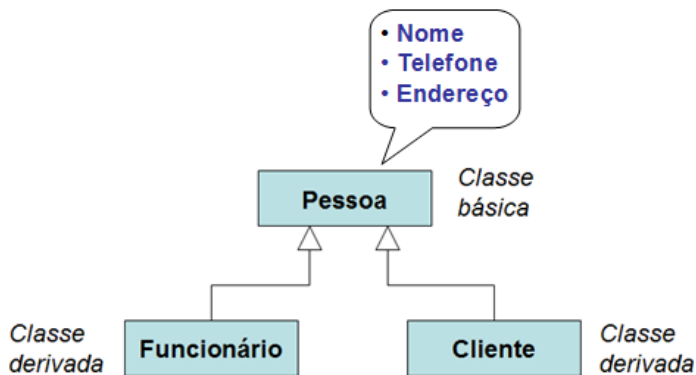 • Nome
• Telefone
• Endereço
Pessoa
Classe
básica
Classe
derivada
Funcionário
Cliente
Classe
derivada